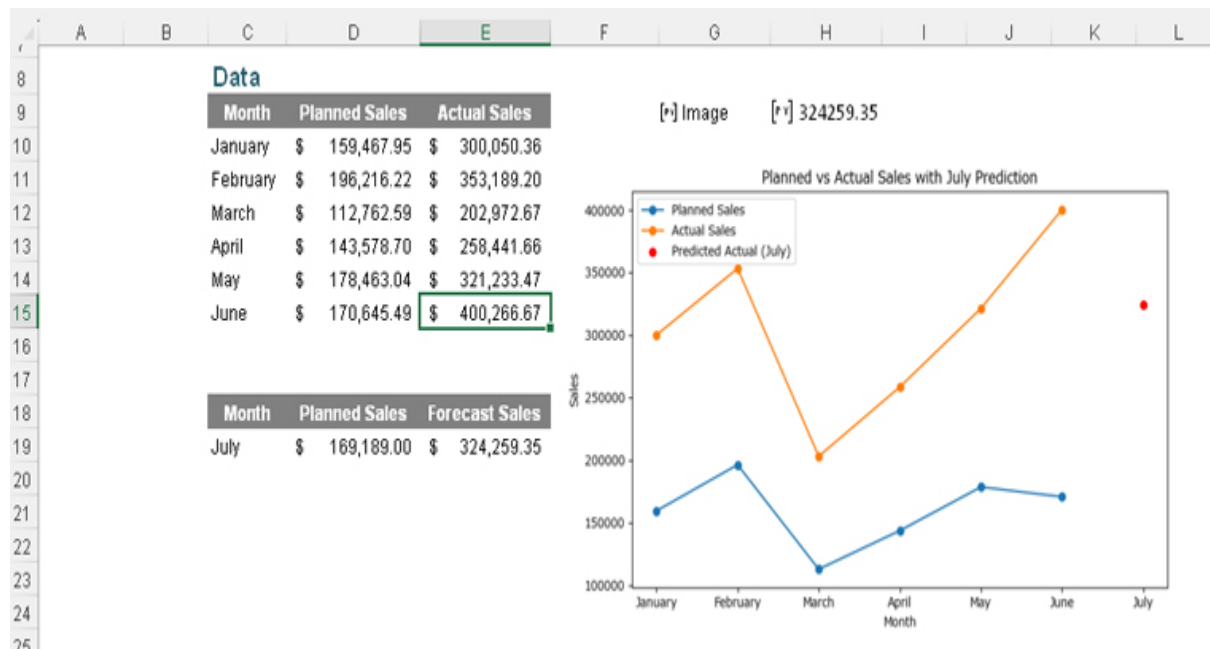 A B C D E F G H I J K L
8 Data
9 Month Planned Sales Actual Sales [PY] Image [PY] 324259.35
10 January $ 159,467.95 $ 300,050.36
11 February $ 196,216.22 $ 353,189.20
12 March $ 112,762.59 $ 202,972.67
13 April $ 143,578.70 $ 258,441.66
14 May $ 178,463.04 $ 321,233.47
15 June $ 170,645.49 $ 400,266.67
16
17
18 Month Planned Sales Forecast Sales
19 July $ 169,189.00 $ 324,259.35
20
21
22
23
24
25
Planned vs Actual Sales with July Prediction
Planned Sales
Actual Sales
Predicted Actual (July)
400000
350000
300000
250000
200000
150000
100000
Sales
January February March April May June July
Month